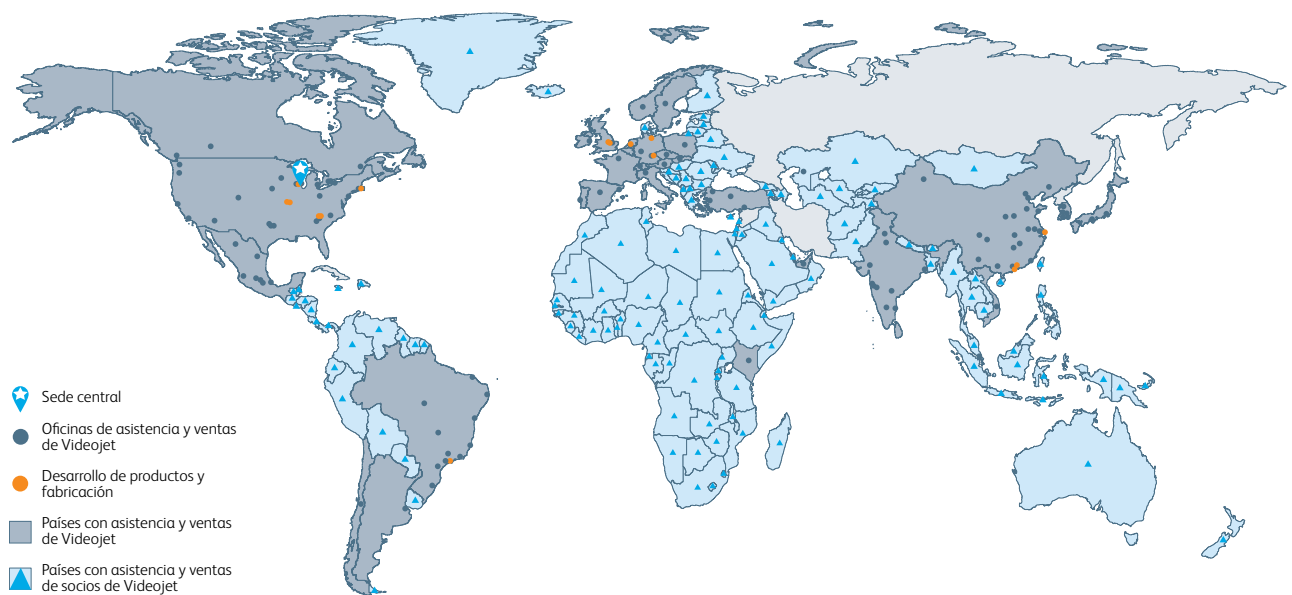 Sede central
Oficinas de asistencia y ventas
de Videojet
Desarrollo de productos y
fabricación
Países con asistencia y ventas
de Videojet
Países con asistencia y ventas
de socios de Videojet